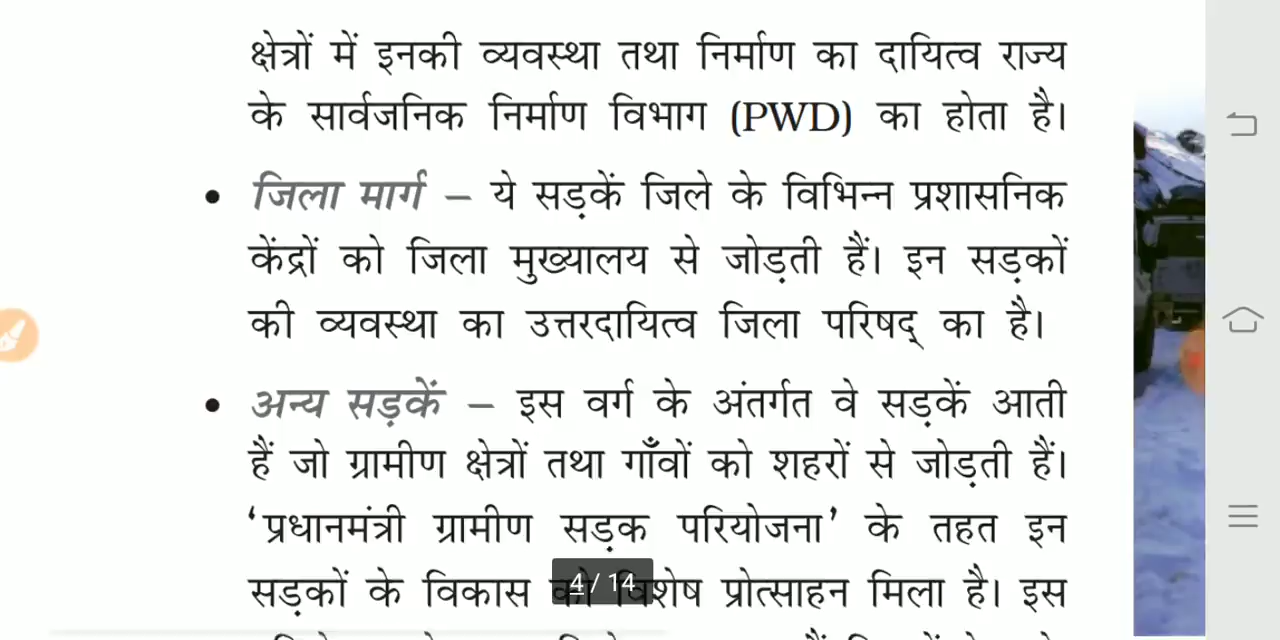 क्षेत्रों में इनकी व्यवस्था तथा निर्माण का दायित्व राज्य
के सार्वजनिक निर्माण विभाग (PWD) का होता है।
• जिला मार्ग – ये सड़कें जिले के विभिन्न प्रशासनिक
केंद्रों को जिला मुख्यालय से जोड़ती हैं। इन सड़कों
की व्यवस्था का उत्तरदायित्व जिला परिषद् का है।
• अन्य सड़कें – इस वर्ग के अंतर्गत वे सड़कें आती
हैं जो ग्रामीण क्षेत्रों तथा गाँवों को शहरों से जोड़ती हैं।
‘प्रधानमंत्री ग्रामीण सड़क परियोजना’ के तहत इन
सड़कों के विकास को विशेष प्रोत्साहन मिला है। इस
4 / 14